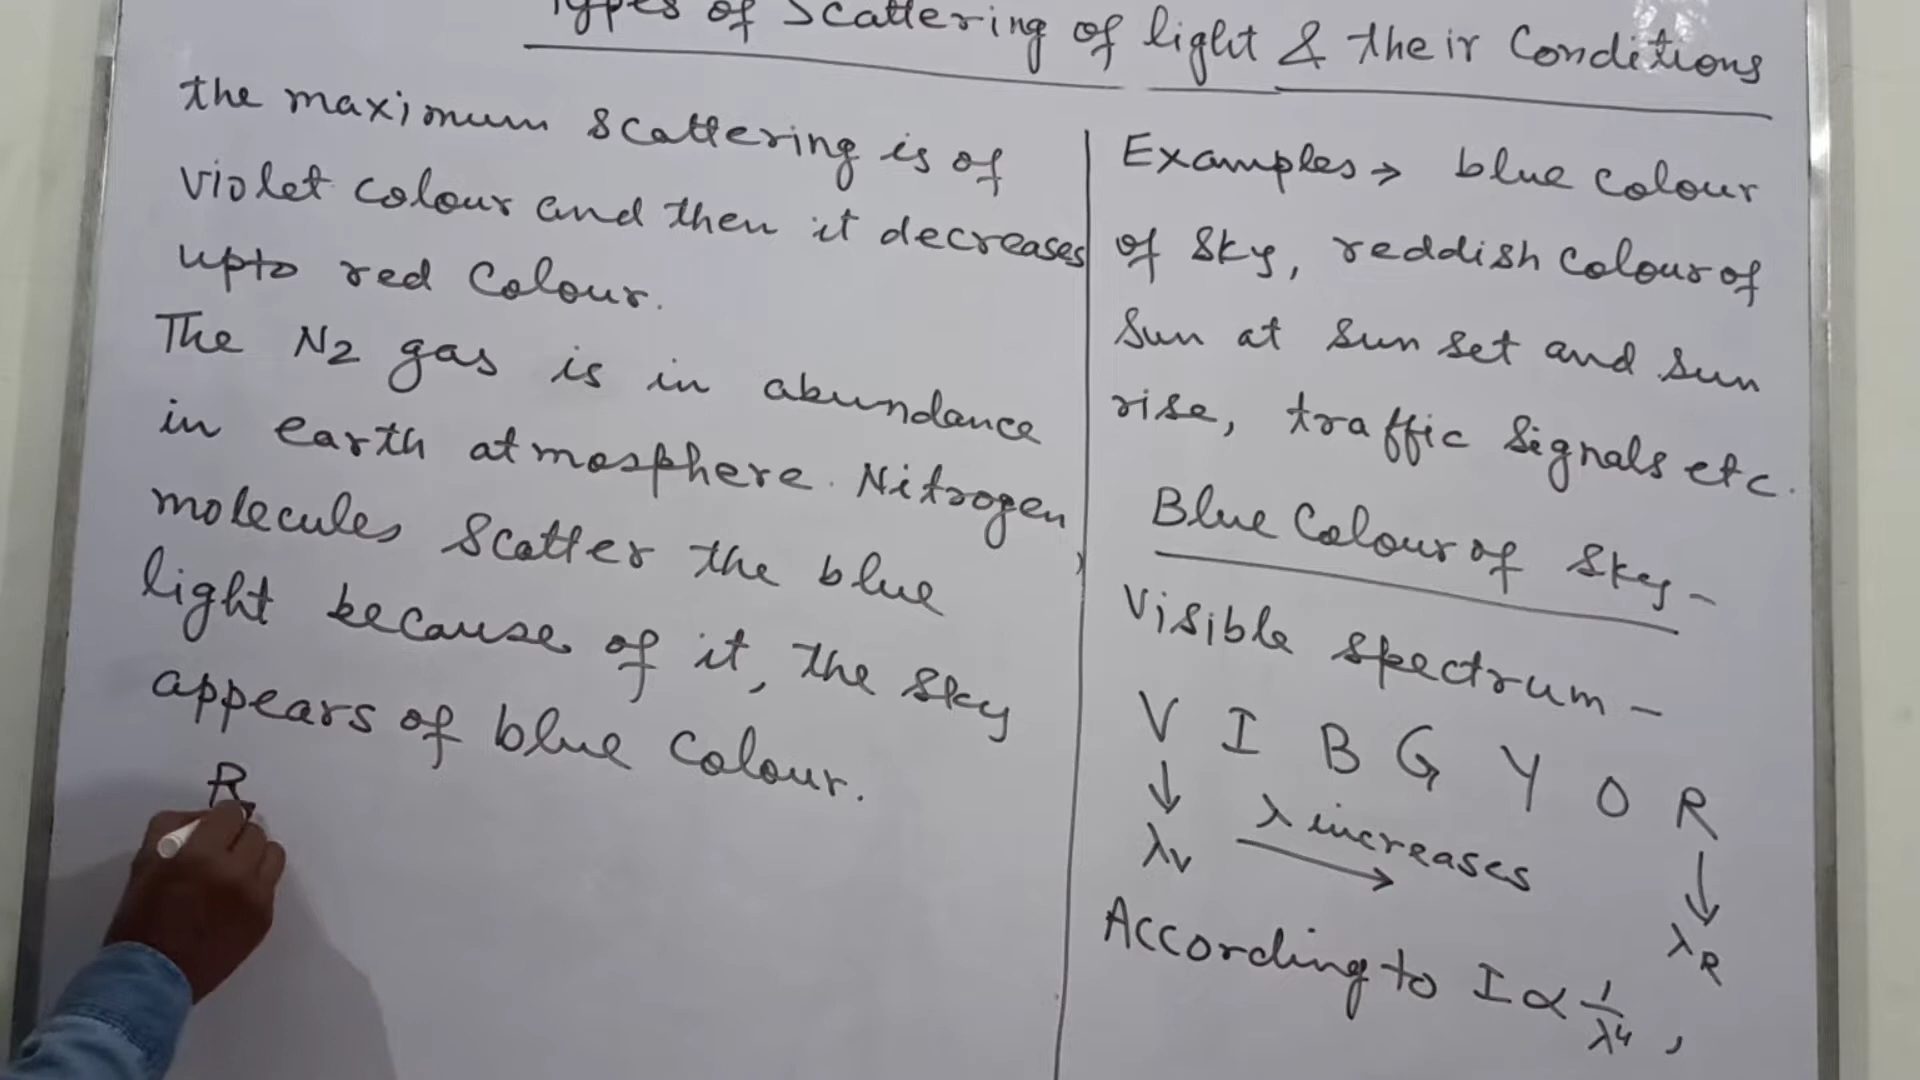 Types of Scattering of light & their Conditions
the maximum scattering is of
violet colour and then it decreases
upto red Colour.
The N2 gas is in abundance
in earth atmosphere. Nitrogen
molecules scatter the blue
light because of it, the sky
appears of blue colour.
R
Examples → blue colour
of sky, reddish colour of
sun at sun set and sun
rise, traffic signals etc.
Blue Colour of sky -
Visible spectrum -
V I B G Y O R
↓ λ increases ↓
λv → λR
According to I ∝ 1/λ⁴ ,